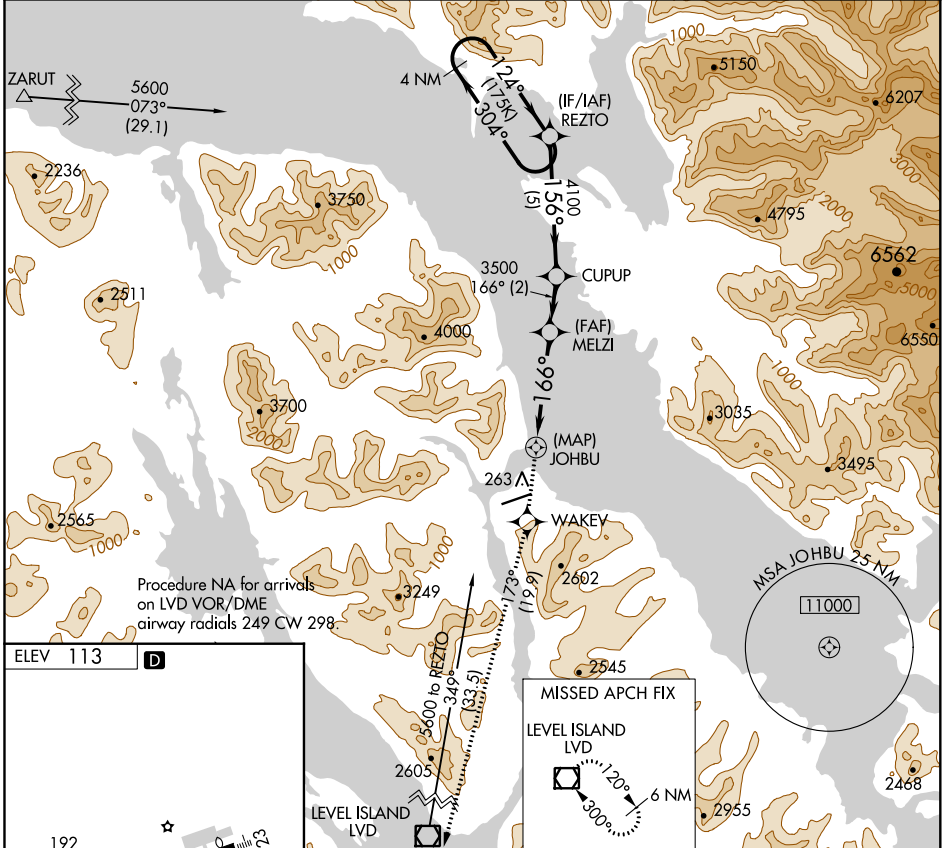 ZARUT
5600
073°
(29.1)
4 NM
124°
(175K)
304°
(IF/IAF)
REZTO
1000
5150
6207
3000
2236
3750
1000
4100
156°
(5)
2000
4795
6562
5000
6550
3500
166° (2)
CUPUP
2511
4000
(FAF)
MELZI
166°
1000
3700
2000
3035
(MAP)
JOHBU
3495
263
WAKEV
2565
1000
1000
2602
MSA JOHBU 25 NM
11000
Procedure NA for arrivals
on LVD VOR/DME
airway radials 249 CW 298.
3249
173°
(19.9)
5600 to REZTO
349°
(33.5)
ELEV 113
D
2545
MISSED APCH FIX
LEVEL ISLAND
LVD
120°
300°
6 NM
2605
2468
2955
LEVEL ISLAND
LVD
192
23